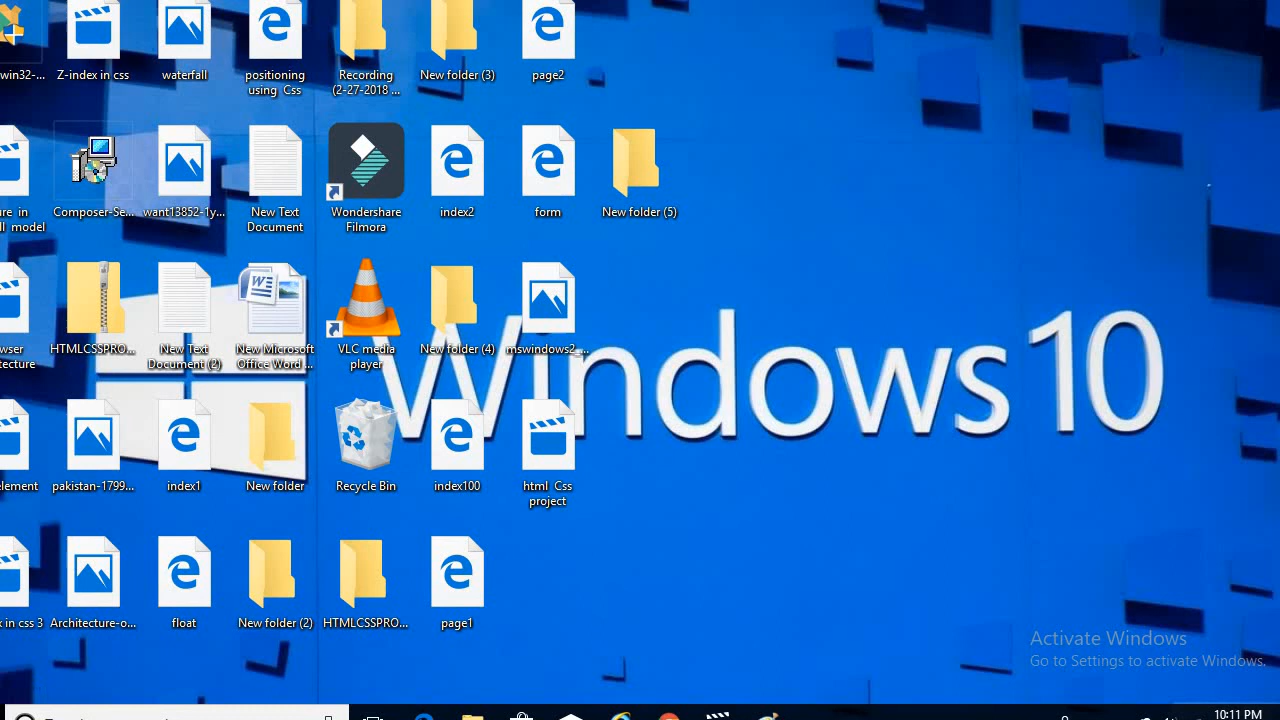 win32-...
Z-index in css
waterfall
positioning
using Css
Recording
(2-27-2018 ...
New folder (3)
page2
in
model
Composer-Se...
want13852-1y...
New Text
Document
Wondershare
Filmora
index2
form
New folder (5)
HTMLCSSPRO...
New Text
Document (2)
New Microsoft
Office Word ...
VLC media
player
New folder (4)
mswindows2_...
Windows 10
pakistan-1799...
index1
New folder
Recycle Bin
index100
html Css
project
in css 3
Architecture-o...
float
New folder (2)
HTMLCSSPRO...
page1
Activate Windows
Go to Settings to activate Windows.
10:11 PM